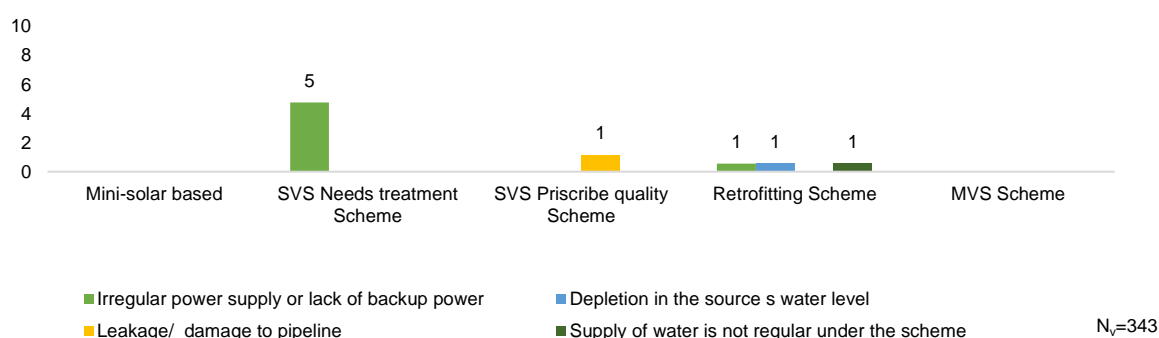 10
8
6
4
2
0
5
1
1
1
1
Mini-solar based
SVS Needs treatment
Scheme
SVS Priscribe quality
Scheme
Retrofitting Scheme
MVS Scheme
Irregular power supply or lack of backup power
Depletion in the source s water level
Leakage/ damage to pipeline
Supply of water is not regular under the scheme
Nᵥ=343